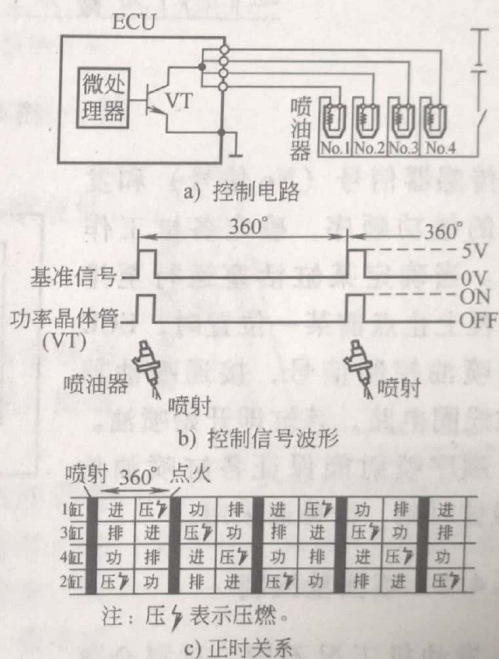 ECU
微处
理器
VT
喷
油
器
No.1 No.2 No.3 No.4
a) 控制电路
360° 360°
5V
基准信号
0V
ON
功率晶体管
(VT)
OFF
喷油器 喷射 喷射
b) 控制信号波形
喷射 360° 点火
1缸 进 压 功 排 进 压 功 排 进
3缸 排 进 压 功 排 进 压 功 排
4缸 功 排 进 压 功 排 进 压 功
2缸 压 功 排 进 压 功 排 进 压
注：压 表示压燃。
c) 正时关系